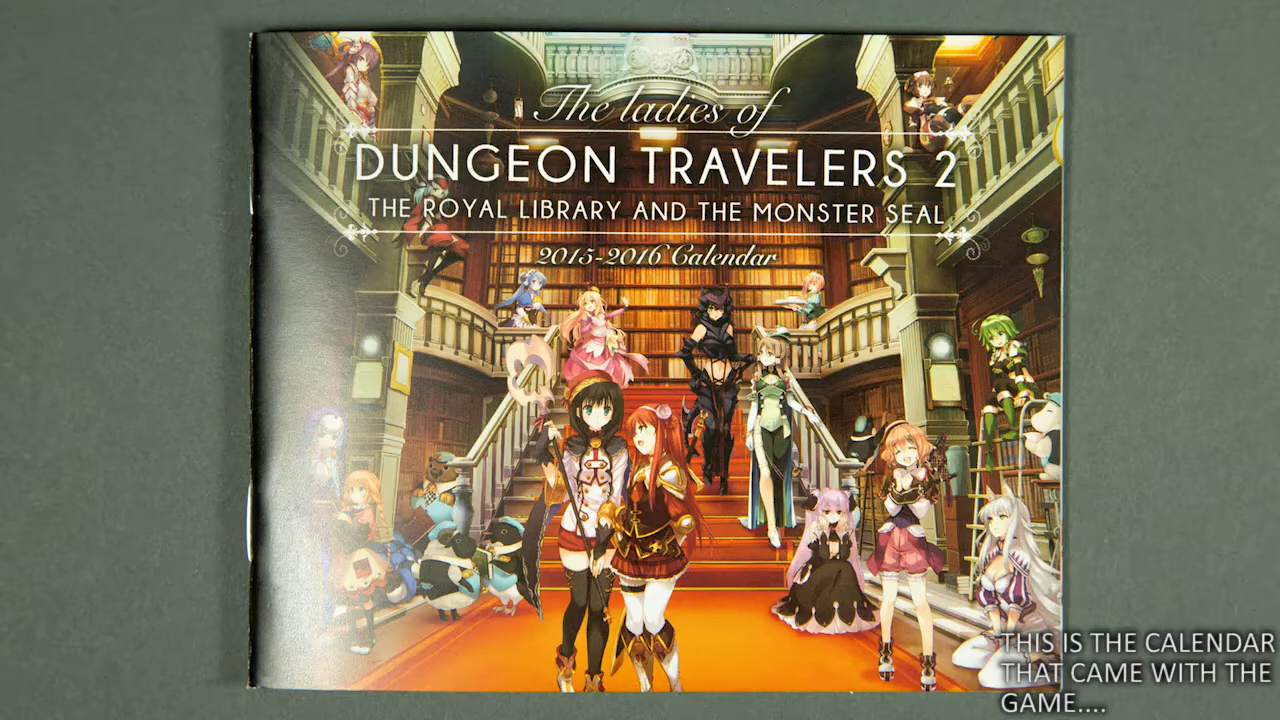 The ladies of
DUNGEON TRAVELERS 2
THE ROYAL LIBRARY AND THE MONSTER SEAL
2015-2016 Calendar
THIS IS THE CALENDAR
THAT CAME WITH THE
GAME....